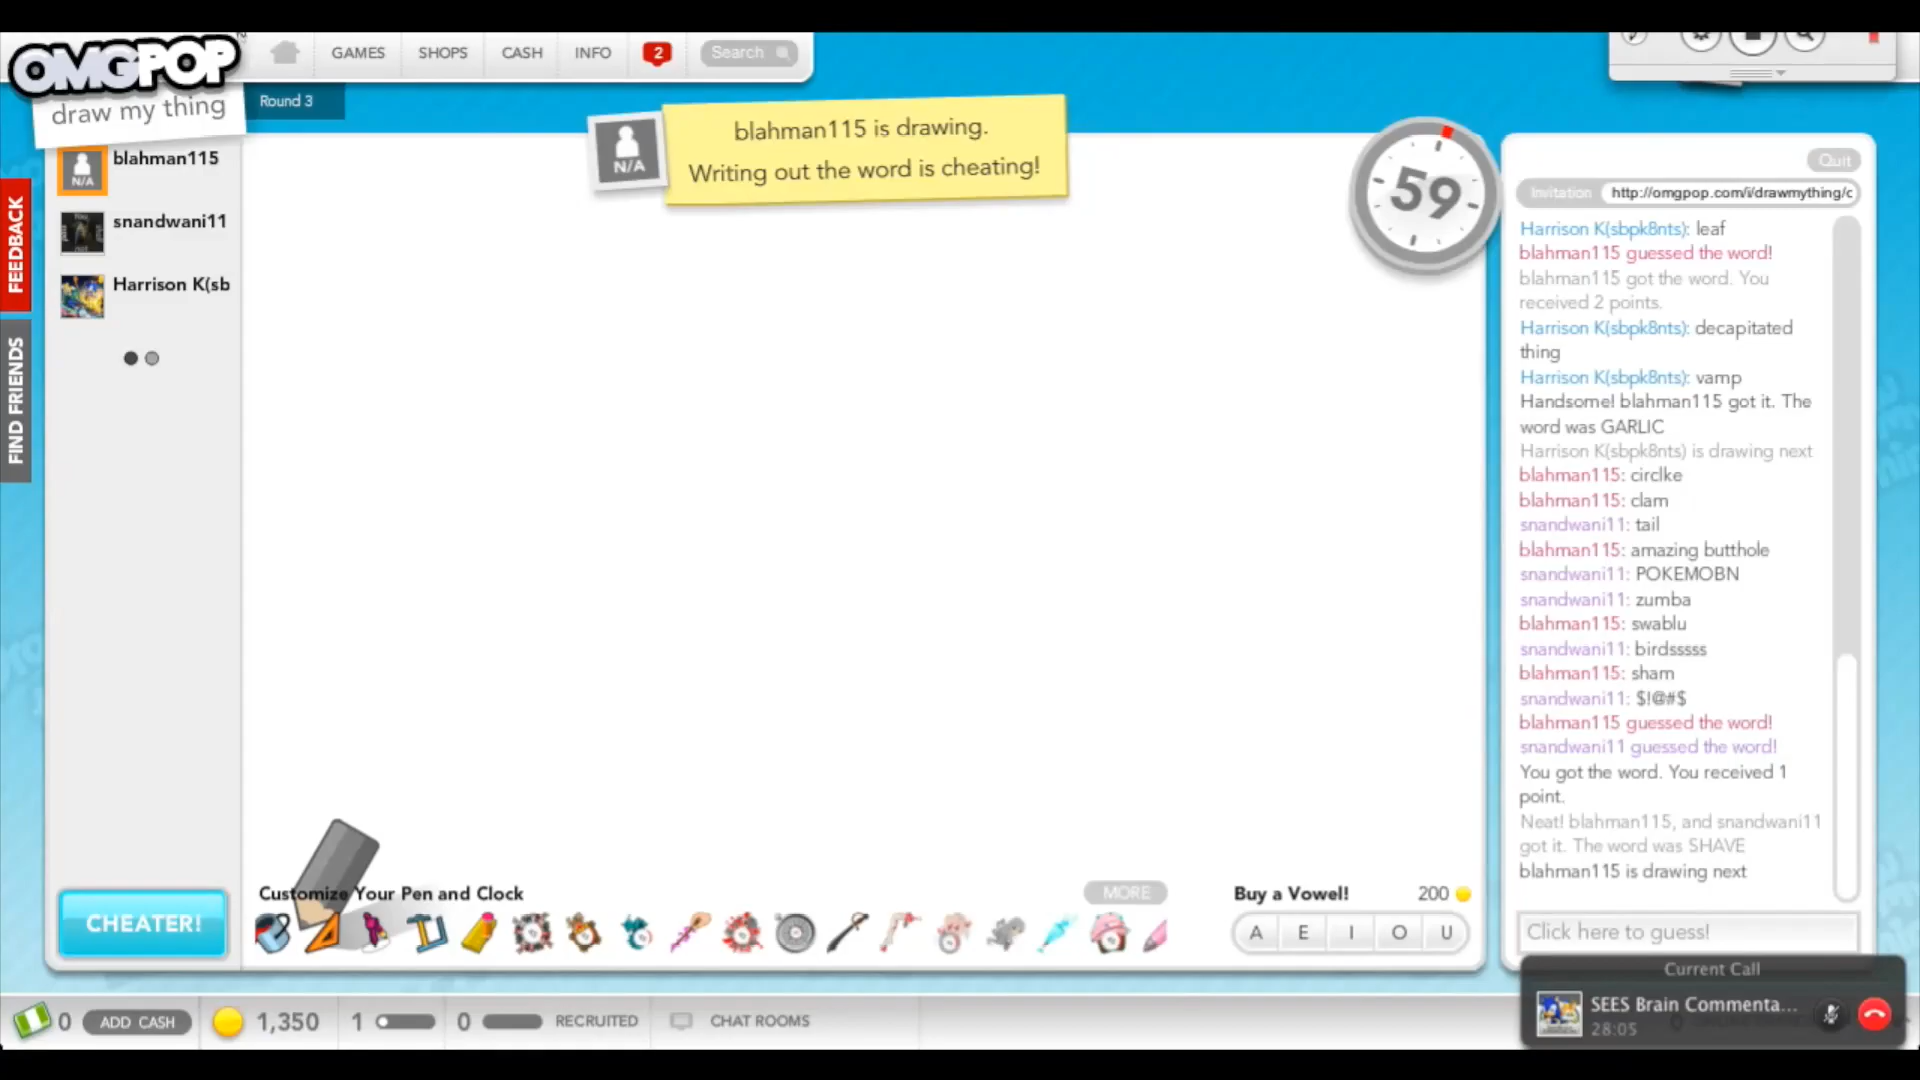 OMGPOP
draw my thing
GAMES
SHOPS
CASH
INFO
2
Search
Round 3
blahman115 is drawing.
Writing out the word is cheating!
N/A
59
FEEDBACK
FIND FRIENDS
N/A
blahman115
snandwani11
Harrison K(sb
CHEATER!
Quit
Invitation
http://omgpop.com/i/drawmything/c
Harrison K(sbpk8nts): leaf
blahman115 guessed the word!
blahman115 got the word. You
received 2 points.
Harrison K(sbpk8nts): decapitated
thing
Harrison K(sbpk8nts): vamp
Handsome! blahman115 got it. The
word was GARLIC
Harrison K(sbpk8nts) is drawing next
blahman115: circlke
blahman115: clam
snandwani11: tail
blahman115: amazing butthole
snandwani11: POKEMOBN
snandwani11: zumba
blahman115: swablu
snandwani11: birdsssss
blahman115: sham
snandwani11: $!@#$
blahman115 guessed the word!
snandwani11 guessed the word!
You got the word. You received 1
point.
Neat! blahman115, and snandwani11
got it. The word was SHAVE
blahman115 is drawing next
Click here to guess!
Customize Your Pen and Clock
MORE
Buy a Vowel!
200
A E I O U
0
ADD CASH
1,350
1
0
RECRUITED
CHAT ROOMS
Current Call
SEES Brain Commenta...
28:05